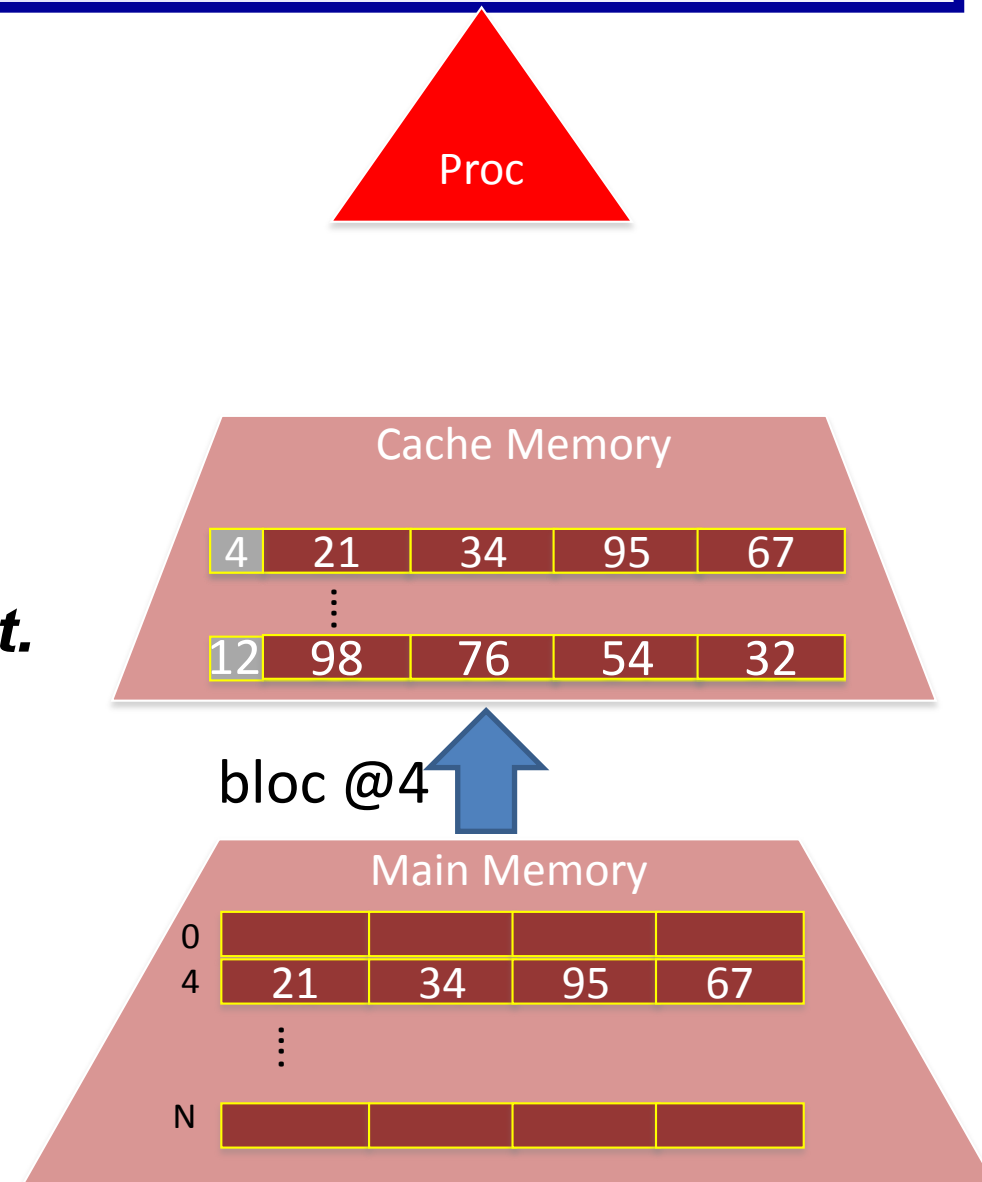 Proc
Cache Memory
4 21 34 95 67
t.
12 98 76 54 32
bloc @4
Main Memory
0
4 21 34 95 67
N